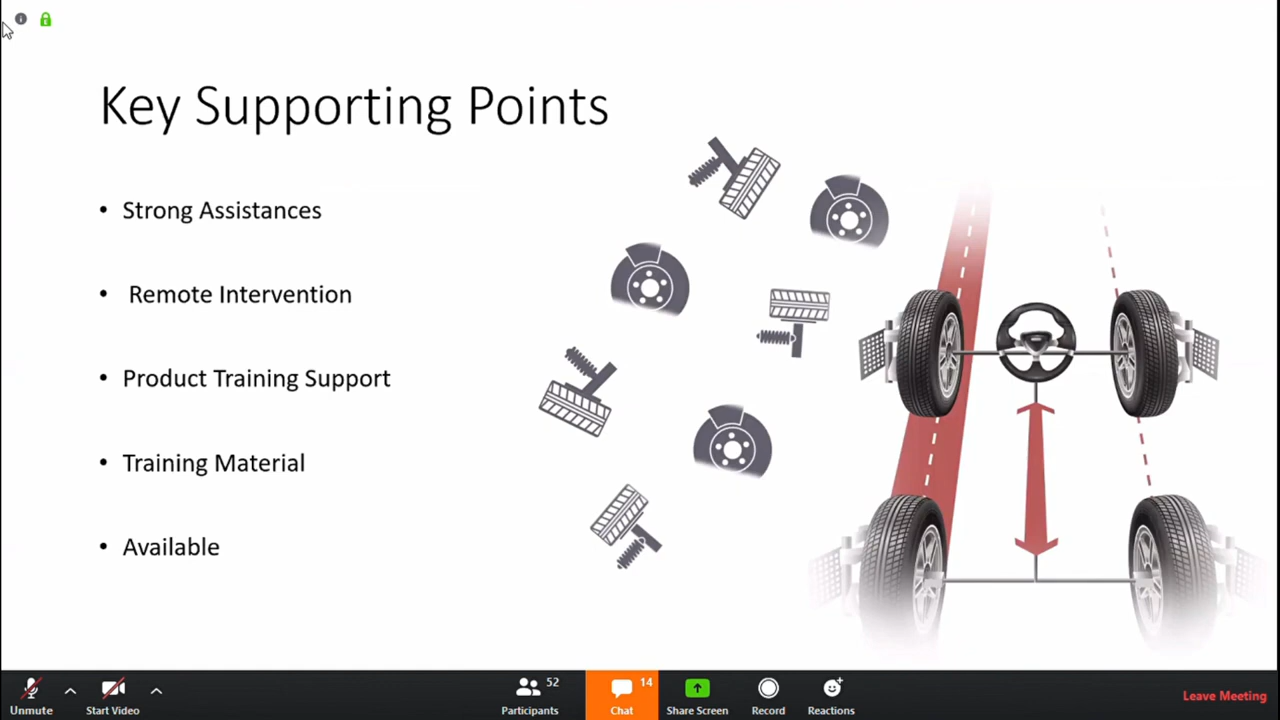 Key Supporting Points
• Strong Assistances
• Remote Intervention
• Product Training Support
• Training Material
• Available
52
14
Unmute
Start Video
Participants
Chat
Share Screen
Record
Reactions
Leave Meeting